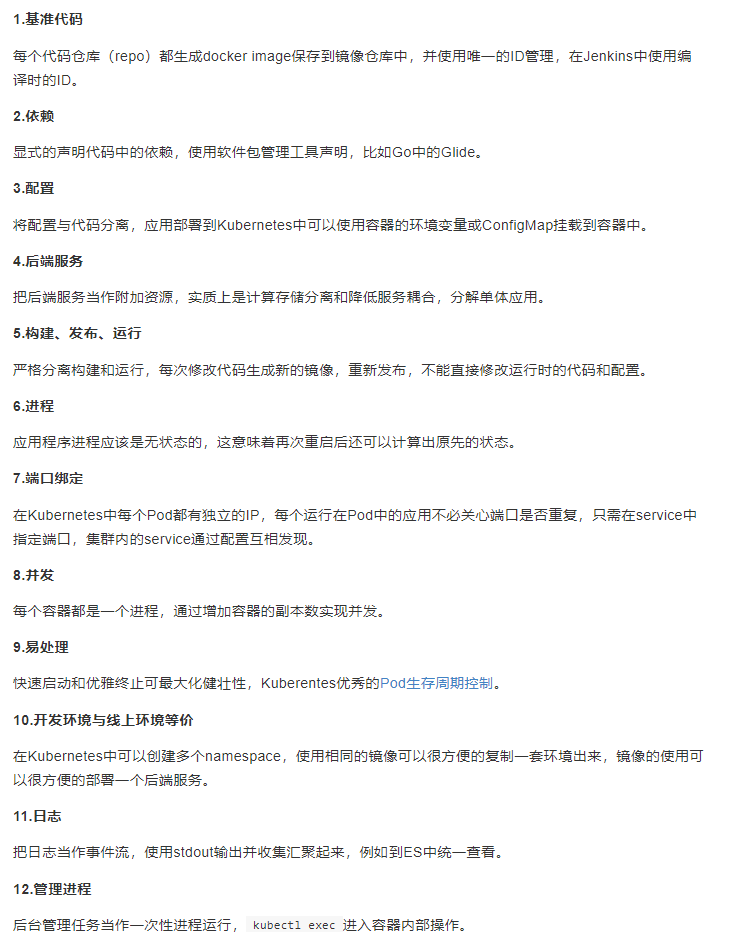 1.基准代码
每个代码仓库（repo）都生成docker image保存到镜像仓库中，并使用唯一的ID管理，在Jenkins中使用编
译时的ID。
2.依赖
显式的声明代码中的依赖，使用软件包管理工具声明，比如Go中的Glide。
3.配置
将配置与代码分离，应用部署到Kubernetes中可以使用容器的环境变量或ConfigMap挂载到容器中。
4.后端服务
把后端服务当作附加资源，实质上是计算存储分离和降低服务耦合，分解单体应用。
5.构建、发布、运行
严格分离构建和运行，每次修改代码生成新的镜像，重新发布，不能直接修改运行时的代码和配置。
6.进程
应用程序进程应该是无状态的，这意味着再次重启后还可以计算出原先的状态。
7.端口绑定
在Kubernetes中每个Pod都有独立的IP，每个运行在Pod中的应用不必关心端口是否重复，只需在service中
指定端口，集群内的service通过配置互相发现。
8.并发
每个容器都是一个进程，通过增加容器的副本数实现并发。
9.易处理
快速启动和优雅终止可最大化健壮性，Kuberentes优秀的Pod生存周期控制。
10.开发环境与线上环境等价
在Kubernetes中可以创建多个namespace，使用相同的镜像可以很方便的复制一套环境出来，镜像的使用可
以很方便的部署一个后端服务。
11.日志
把日志当作事件流，使用stdout输出并收集汇聚起来，例如到ES中统一查看。
12.管理进程
后台管理任务当作一次性进程运行，kubectl exec进入容器内部操作。